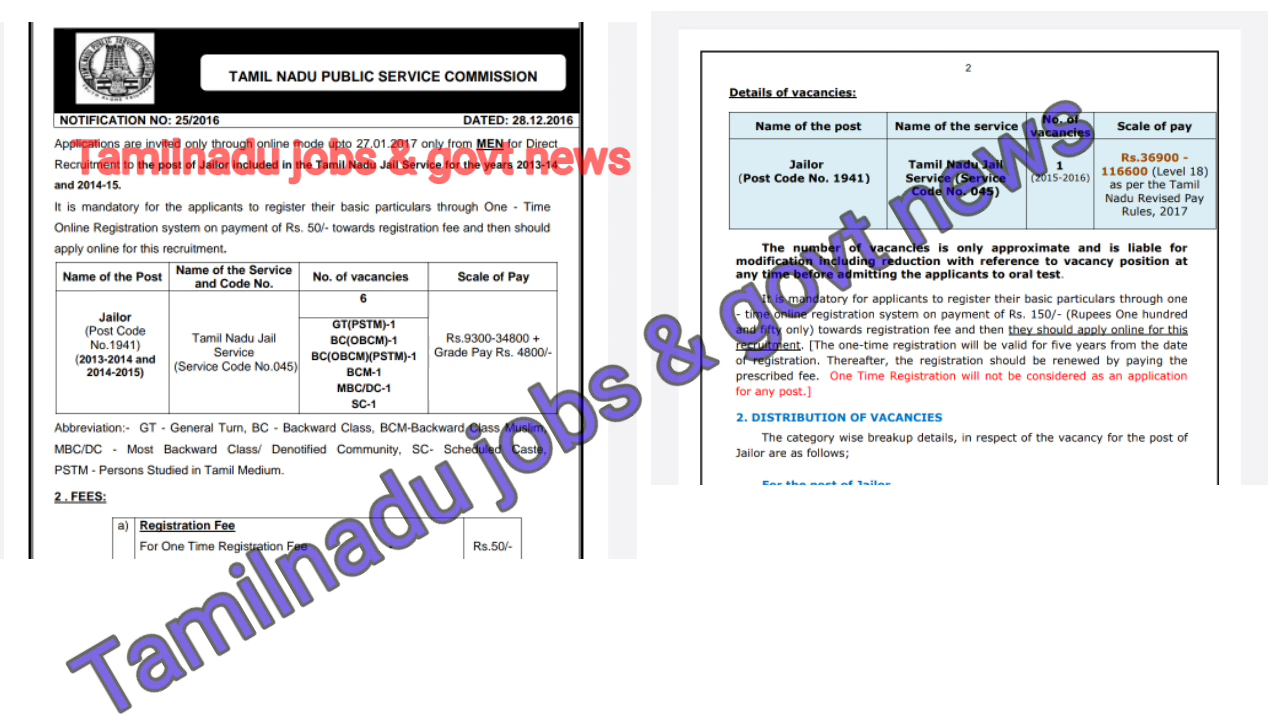 TAMIL NADU PUBLIC SERVICE COMMISSION
NOTIFICATION NO: 25/2016 DATED: 28.12.2016
Applications are invited only through online mode upto 27.01.2017 only from MEN for Direct
Recruitment to the post of Jailor included in the Tamil Nadu Jail Service for the years 2013-14
and 2014-15.
It is mandatory for the applicants to register their basic particulars through One - Time
Online Registration system on payment of Rs. 50/- towards registration fee and then should
apply online for this recruitment.
Name of the Post
Name of the Service
and Code No.
No. of vacancies
Scale of Pay
Jailor
(Post Code
No.1941)
(2013-2014 and
2014-2015)
Tamil Nadu Jail
Service
(Service Code No.045)
6
GT(PSTM)-1
BC(OBCM)-1
BC(OBCM)(PSTM)-1
BCM-1
MBC/DC-1
SC-1
Rs.9300-34800 +
Grade Pay Rs. 4800/-
Abbreviation:- GT - General Turn, BC - Backward Class, BCM-Backward Class Muslim,
MBC/DC - Most Backward Class/ Denotified Community, SC- Scheduled Caste,
PSTM - Persons Studied in Tamil Medium.
2 . FEES:
a) Registration Fee
For One Time Registration Fee - Rs.50/-
2
Details of vacancies:
Name of the post
Name of the service
No. of
vacancies
Scale of pay
Jailor
(Post Code No. 1941)
Tamil Nadu Jail
Service (Service
Code No. 045)
1
(2015-2016)
Rs.36900 -
116600 (Level 18)
as per the Tamil
Nadu Revised Pay
Rules, 2017
The number of vacancies is only approximate and is liable for
modification including reduction with reference to vacancy position at
any time before admitting the applicants to oral test.
It is mandatory for applicants to register their basic particulars through one
- time online registration system on payment of Rs. 150/- (Rupees One hundred
and fifty only) towards registration fee and then they should apply online for this
recruitment. [The one-time registration will be valid for five years from the date
of registration. Thereafter, the registration should be renewed by paying the
prescribed fee. One Time Registration will not be considered as an application
for any post.]
2. DISTRIBUTION OF VACANCIES
The category wise breakup details, in respect of the vacancy for the post of
Jailor are as follows;
For the post of Jailor
Tamilnadu jobs & govt news
Tamilnadu jobs & govt news